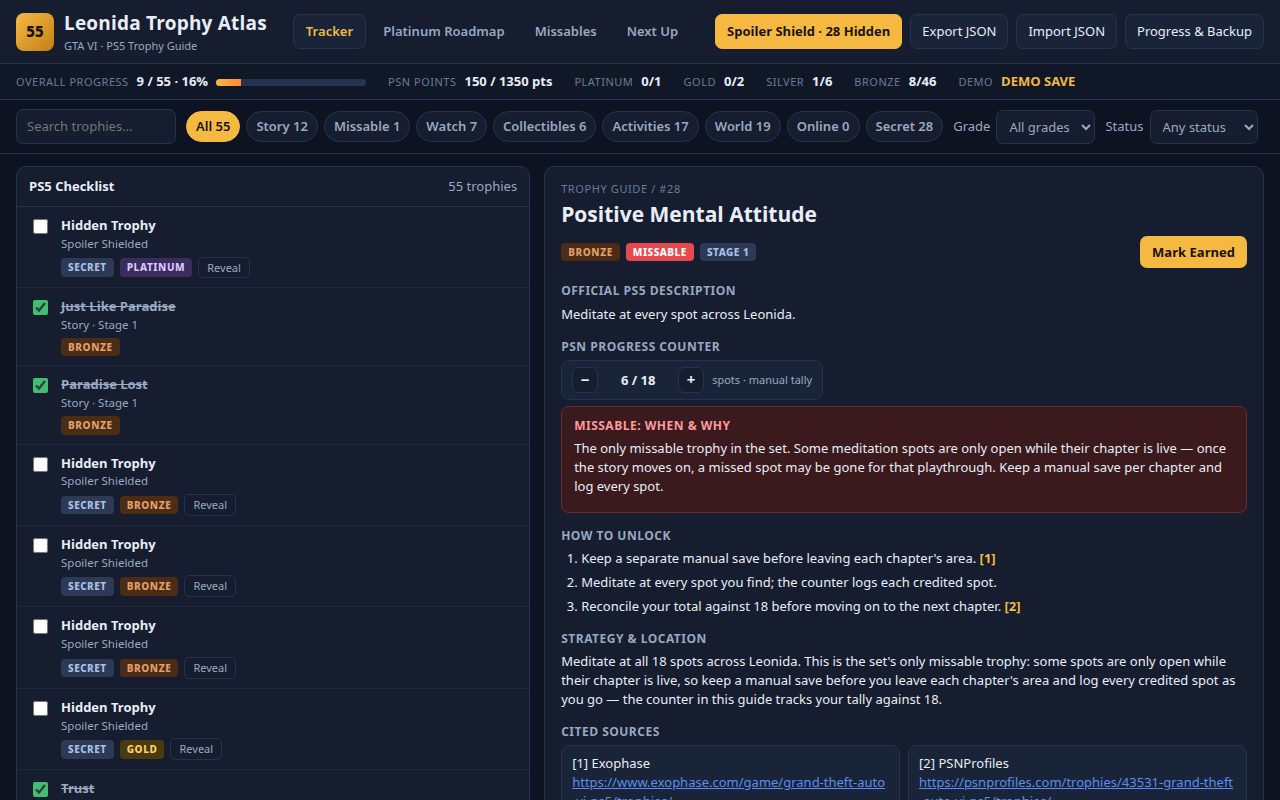 55
Leonida Trophy Atlas
GTA VI · PS5 Trophy Guide
Tracker
Platinum Roadmap
Missables
Next Up
Spoiler Shield · 28 Hidden
Export JSON
Import JSON
Progress & Backup
OVERALL PROGRESS 9 / 55 · 16%
PSN POINTS 150 / 1350 pts
PLATINUM 0/1
GOLD 0/2
SILVER 1/6
BRONZE 8/46
DEMO DEMO SAVE
Search trophies...
All 55
Story 12
Missable 1
Watch 7
Collectibles 6
Activities 17
World 19
Online 0
Secret 28
Grade All grades
Status Any status
PS5 Checklist
55 trophies
Hidden Trophy
Spoiler Shielded
SECRET PLATINUM Reveal
Just Like Paradise
Story · Stage 1
BRONZE
Paradise Lost
Story · Stage 1
BRONZE
Hidden Trophy
Spoiler Shielded
SECRET BRONZE Reveal
Hidden Trophy
Spoiler Shielded
SECRET BRONZE Reveal
Hidden Trophy
Spoiler Shielded
SECRET BRONZE Reveal
Hidden Trophy
Spoiler Shielded
SECRET GOLD Reveal
Trust
TROPHY GUIDE / #28
Positive Mental Attitude
BRONZE MISSABLE STAGE 1
Mark Earned
OFFICIAL PS5 DESCRIPTION
Meditate at every spot across Leonida.
PSN PROGRESS COUNTER
− 6 / 18 + spots · manual tally
MISSABLE: WHEN & WHY
The only missable trophy in the set. Some meditation spots are only open while their chapter is live — once
the story moves on, a missed spot may be gone for that playthrough. Keep a manual save per chapter and
log every spot.
HOW TO UNLOCK
1. Keep a separate manual save before leaving each chapter's area. [1]
2. Meditate at every spot you find; the counter logs each credited spot.
3. Reconcile your total against 18 before moving on to the next chapter. [2]
STRATEGY & LOCATION
Meditate at all 18 spots across Leonida. This is the set's only missable trophy: some spots are only open while
their chapter is live, so keep a manual save before you leave each chapter's area and log every credited spot as
you go — the counter in this guide tracks your tally against 18.
CITED SOURCES
[1] Exophase
https://www.exophase.com/game/grand-theft-auto
-vi-ps5/trophies/
[2] PSNProfiles
https://psnprofiles.com/trophies/43531-grand-theft
-auto-vi-ps5/trophies/